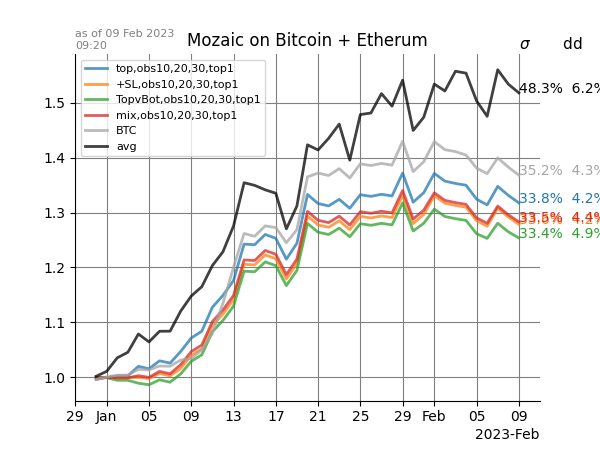 as of 09 Feb 2023
09:20
Mozaic on Bitcoin + Etherum
σ dd
top,obs10,20,30,top1
+SL,obs10,20,30,top1
TopvBot,obs10,20,30,top1
mix,obs10,20,30,top1
BTC
avg
48.3% 6.2%
35.2% 4.3%
33.8% 4.2%
33.5% 4.4%
33.4% 4.9%
1.5
1.4
1.3
1.2
1.1
1.0
29 Jan 05 09 13 17 21 25 29 Feb 05 09
2023-Feb